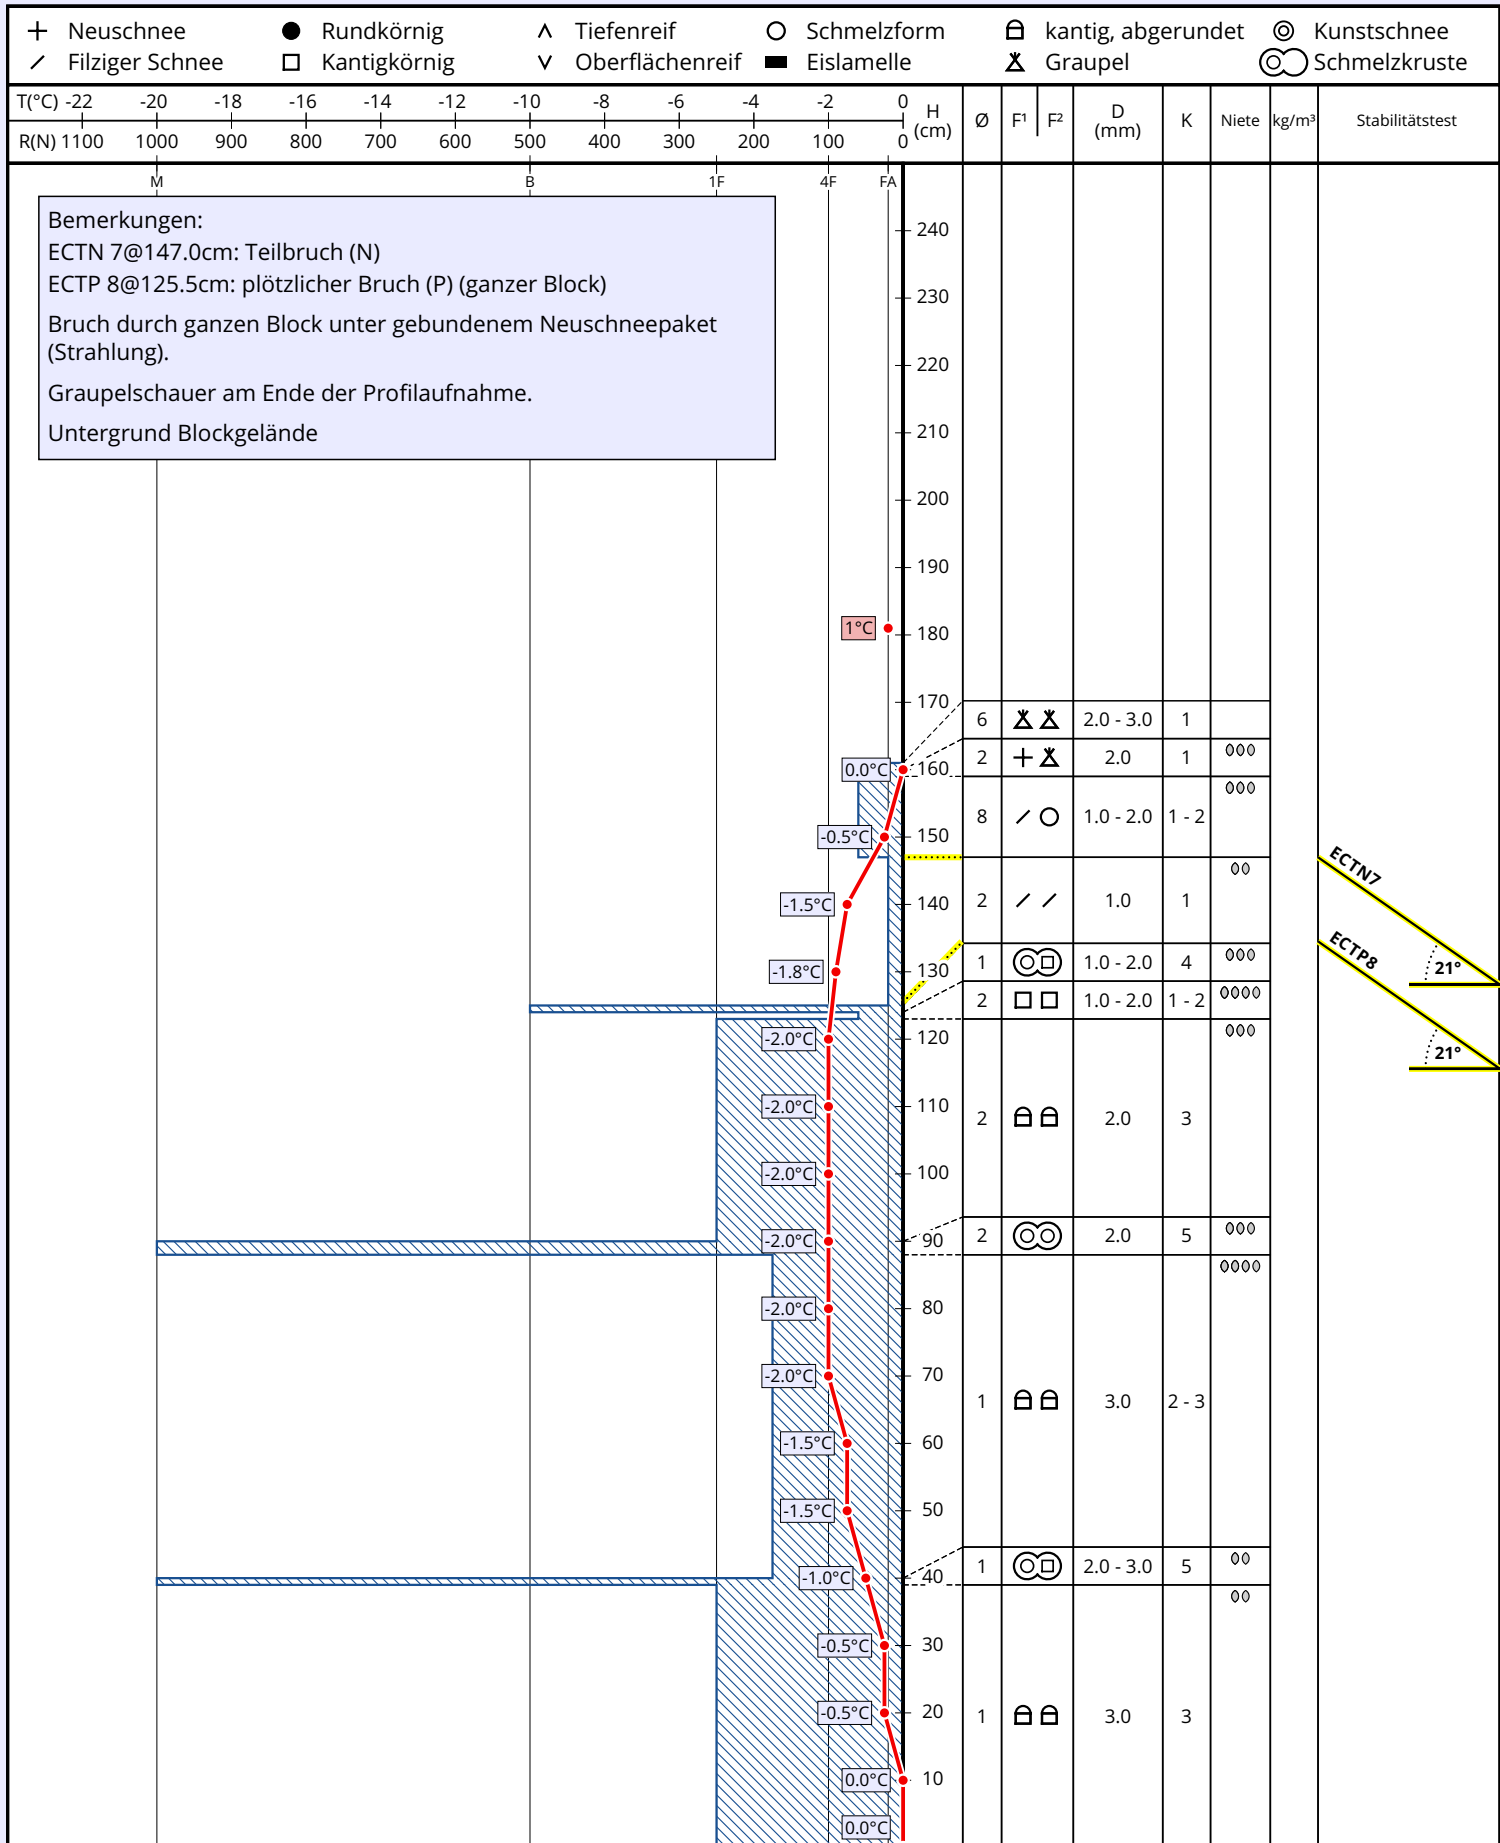 Neuschnee Rundkörnig Tiefenreif Schmelzform kantig, abgerundet Kunstschnee
Filziger Schnee Kantigkörnig Oberflächenreif Eislamelle Graupel Schmelzkruste
T(°C) -22 -20 -18 -16 -14 -12 -10 -8 -6 -4 -2 0
R(N) 1100 1000 900 800 700 600 500 400 300 200 100 0
H (cm) Ø F¹ F² D (mm) K Niete kg/m³ Stabilitätstest
M B 1F 4F FA
Bemerkungen:
ECTN 7@147.0cm: Teilbruch (N)
ECTP 8@125.5cm: plötzlicher Bruch (P) (ganzer Block)
Bruch durch ganzen Block unter gebundenem Neuschneepaket
(Strahlung).
Graupelschauer am Ende der Profilaufnahme.
Untergrund Blockgelände
240
230
220
210
200
190
1°C 180
170
6 2.0 - 3.0 1
2 2.0 1
0.0°C 160
8 1.0 - 2.0 1 - 2
-0.5°C 150
ECTN7
-1.5°C 140 2 1.0 1
ECTP8
1 1.0 - 2.0 4
-1.8°C 130 21°
2 1.0 - 2.0 1 - 2
-2.0°C 120
21°
-2.0°C 110
2 2.0 3
-2.0°C 100
-2.0°C 90 2 2.0 5
-2.0°C 80
-2.0°C 70
1 3.0 2 - 3
-1.5°C 60
-1.5°C 50
1 2.0 - 3.0 5
-1.0°C 40
-0.5°C 30
-0.5°C 20 1 3.0 3
0.0°C 10
0.0°C